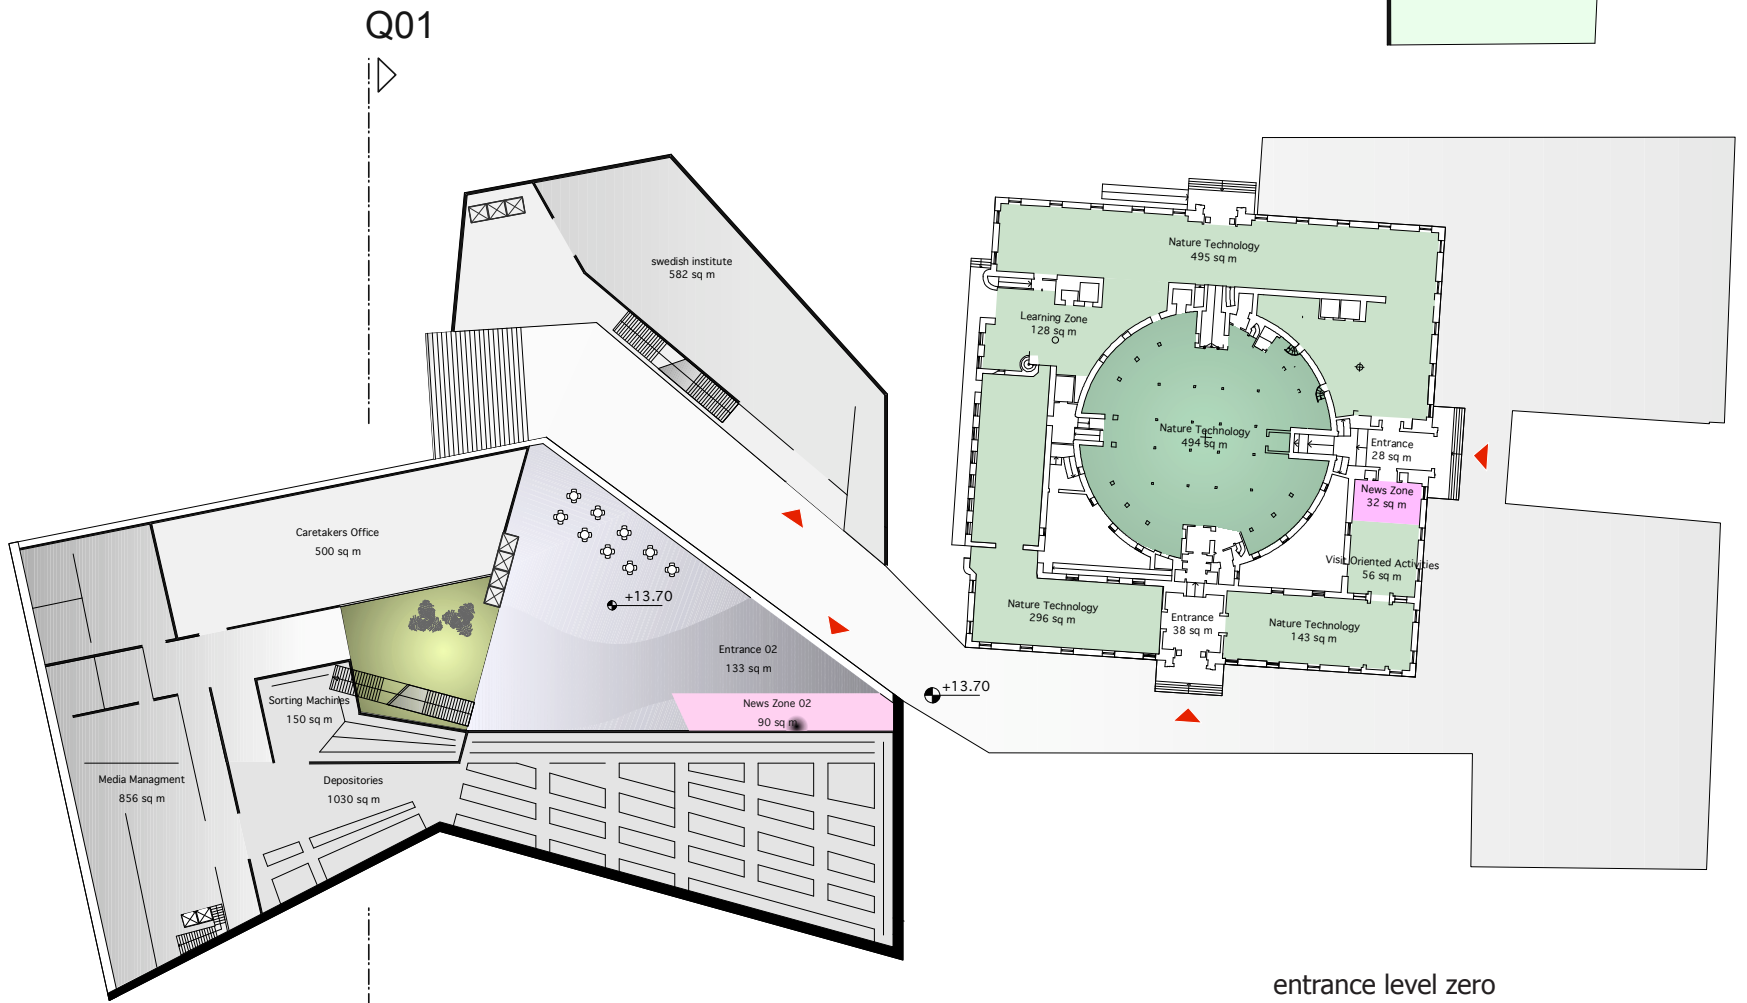 Q01
swedish institute
582 sq m
Nature Technology
495 sq m
Learning Zone
128 sq m
Nature Technology
494 sq m
Entrance
28 sq m
News Zone
32 sq m
Visit Oriented Activities
56 sq m
Caretakers Office
500 sq m
+13.70
Nature Technology
296 sq m
Entrance
38 sq m
Nature Technology
143 sq m
Entrance 02
133 sq m
+13.70
News Zone 02
90 sq m
Sorting Machines
150 sq m
Media Managment
856 sq m
Depositories
1030 sq m
entrance level zero